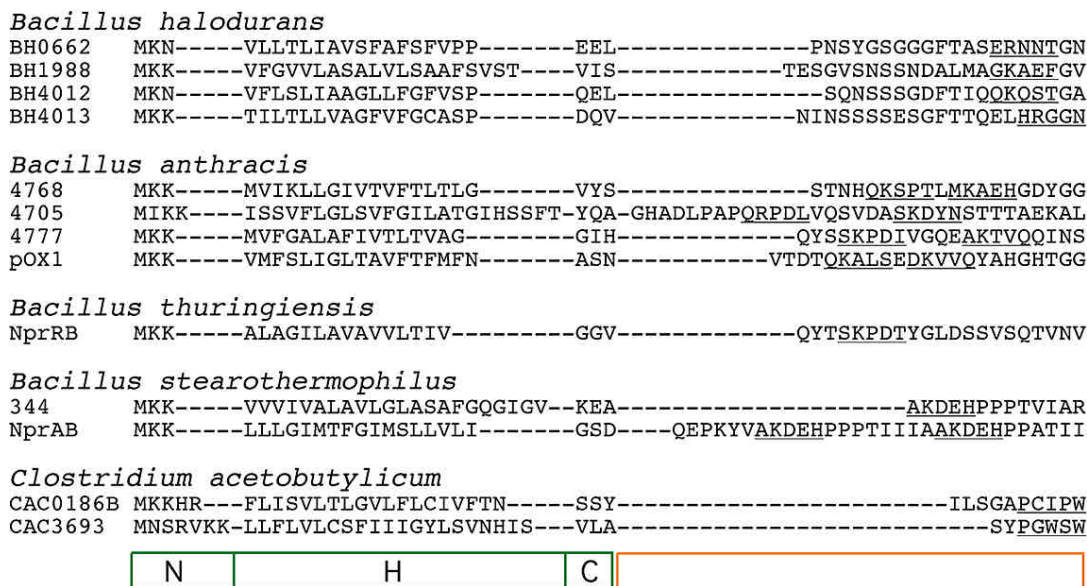 Bacillus halodurans
BH0662 MKN-----VLLTLIAVSFAFSFVPP-------EEL--------------PNSYGSGGGFTASERNNTGN
BH1988 MKK-----VFGVVLASALVLSAAFSVST----VIS------------TESGVSNSSNDALMAGKAEFGV
BH4012 MKN-----VFLSLIAAGLLFGFVSP-------QEL---------------SQNSSSGDFTIQQKQSTGA
BH4013 MKK-----TILTLLVAGFVFGCASP-------DQV-------------NINSSSSESGFTTQELHRGGN
Bacillus anthracis
4768 MKK-----MVIKLLGIVTVFTLTLG-------VYS--------------STNHQKSPTLMKAEHGDYGG
4705 MIKK----ISSVFLGLSVFGILATGIHSSFT-YQA-GHADLPAPQRPDLVQSVDASKDYNSTTTAEKAL
4777 MKK-----MVFGALAFIVTLTVAG--------GIH-------------QYSSKPDIVGQEAKTVQQINS
pOX1 MKK-----VMFSLIGLTAVFTFMFN-------ASN-----------VTDTQKALSEDKVVQYAHGHTGG
Bacillus thuringiensis
NprRB MKK-----ALAGILAVAVVLTIV---------GGV-------------QYTSKPDTYGLDSSVSQTVNV
Bacillus stearothermophilus
344 MKK-----VVVIVALAVLGLASAFGQGIGV--KEA---------------------AKDEHPPPTVIAR
NprAB MKK-----LLLGIMTFGIMSLLVLI-------GSD----QEPKYVAKDEHPPPTIIIAAKDEHPPATII
Clostridium acetobutylicum
CAC0186B MKKHR---FLISVLTLGVLFLCIVFTN-----SSY------------------------ILSGAPCIPW
CAC3693 MNSRVKK-LLFLVLCSFIIIGYLSVNHIS---VLA---------------------------SYPGWSW
N H C